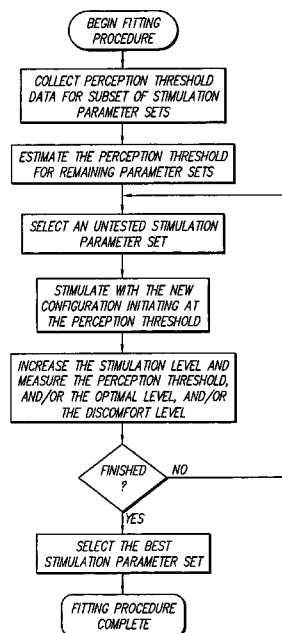 BEGIN FITTING
PROCEDURE
COLLECT PERCEPTION THRESHOLD
DATA FOR SUBSET OF STIMULATION
PARAMETER SETS
ESTIMATE THE PERCEPTION THRESHOLD
FOR REMAINING PARAMETER SETS
SELECT AN UNTESTED STIMULATION
PARAMETER SET
STIMULATE WITH THE NEW
CONFIGURATION INITIATING AT
THE PERCEPTION THRESHOLD
INCREASE THE STIMULATION LEVEL AND
MEASURE THE PERCEPTION THRESHOLD,
AND/OR THE OPTIMAL LEVEL, AND/OR
THE DISCOMFORT LEVEL
FINISHED
?
NO
YES
SELECT THE BEST
STIMULATION PARAMETER SET
FITTING PROCEDURE
COMPLETE